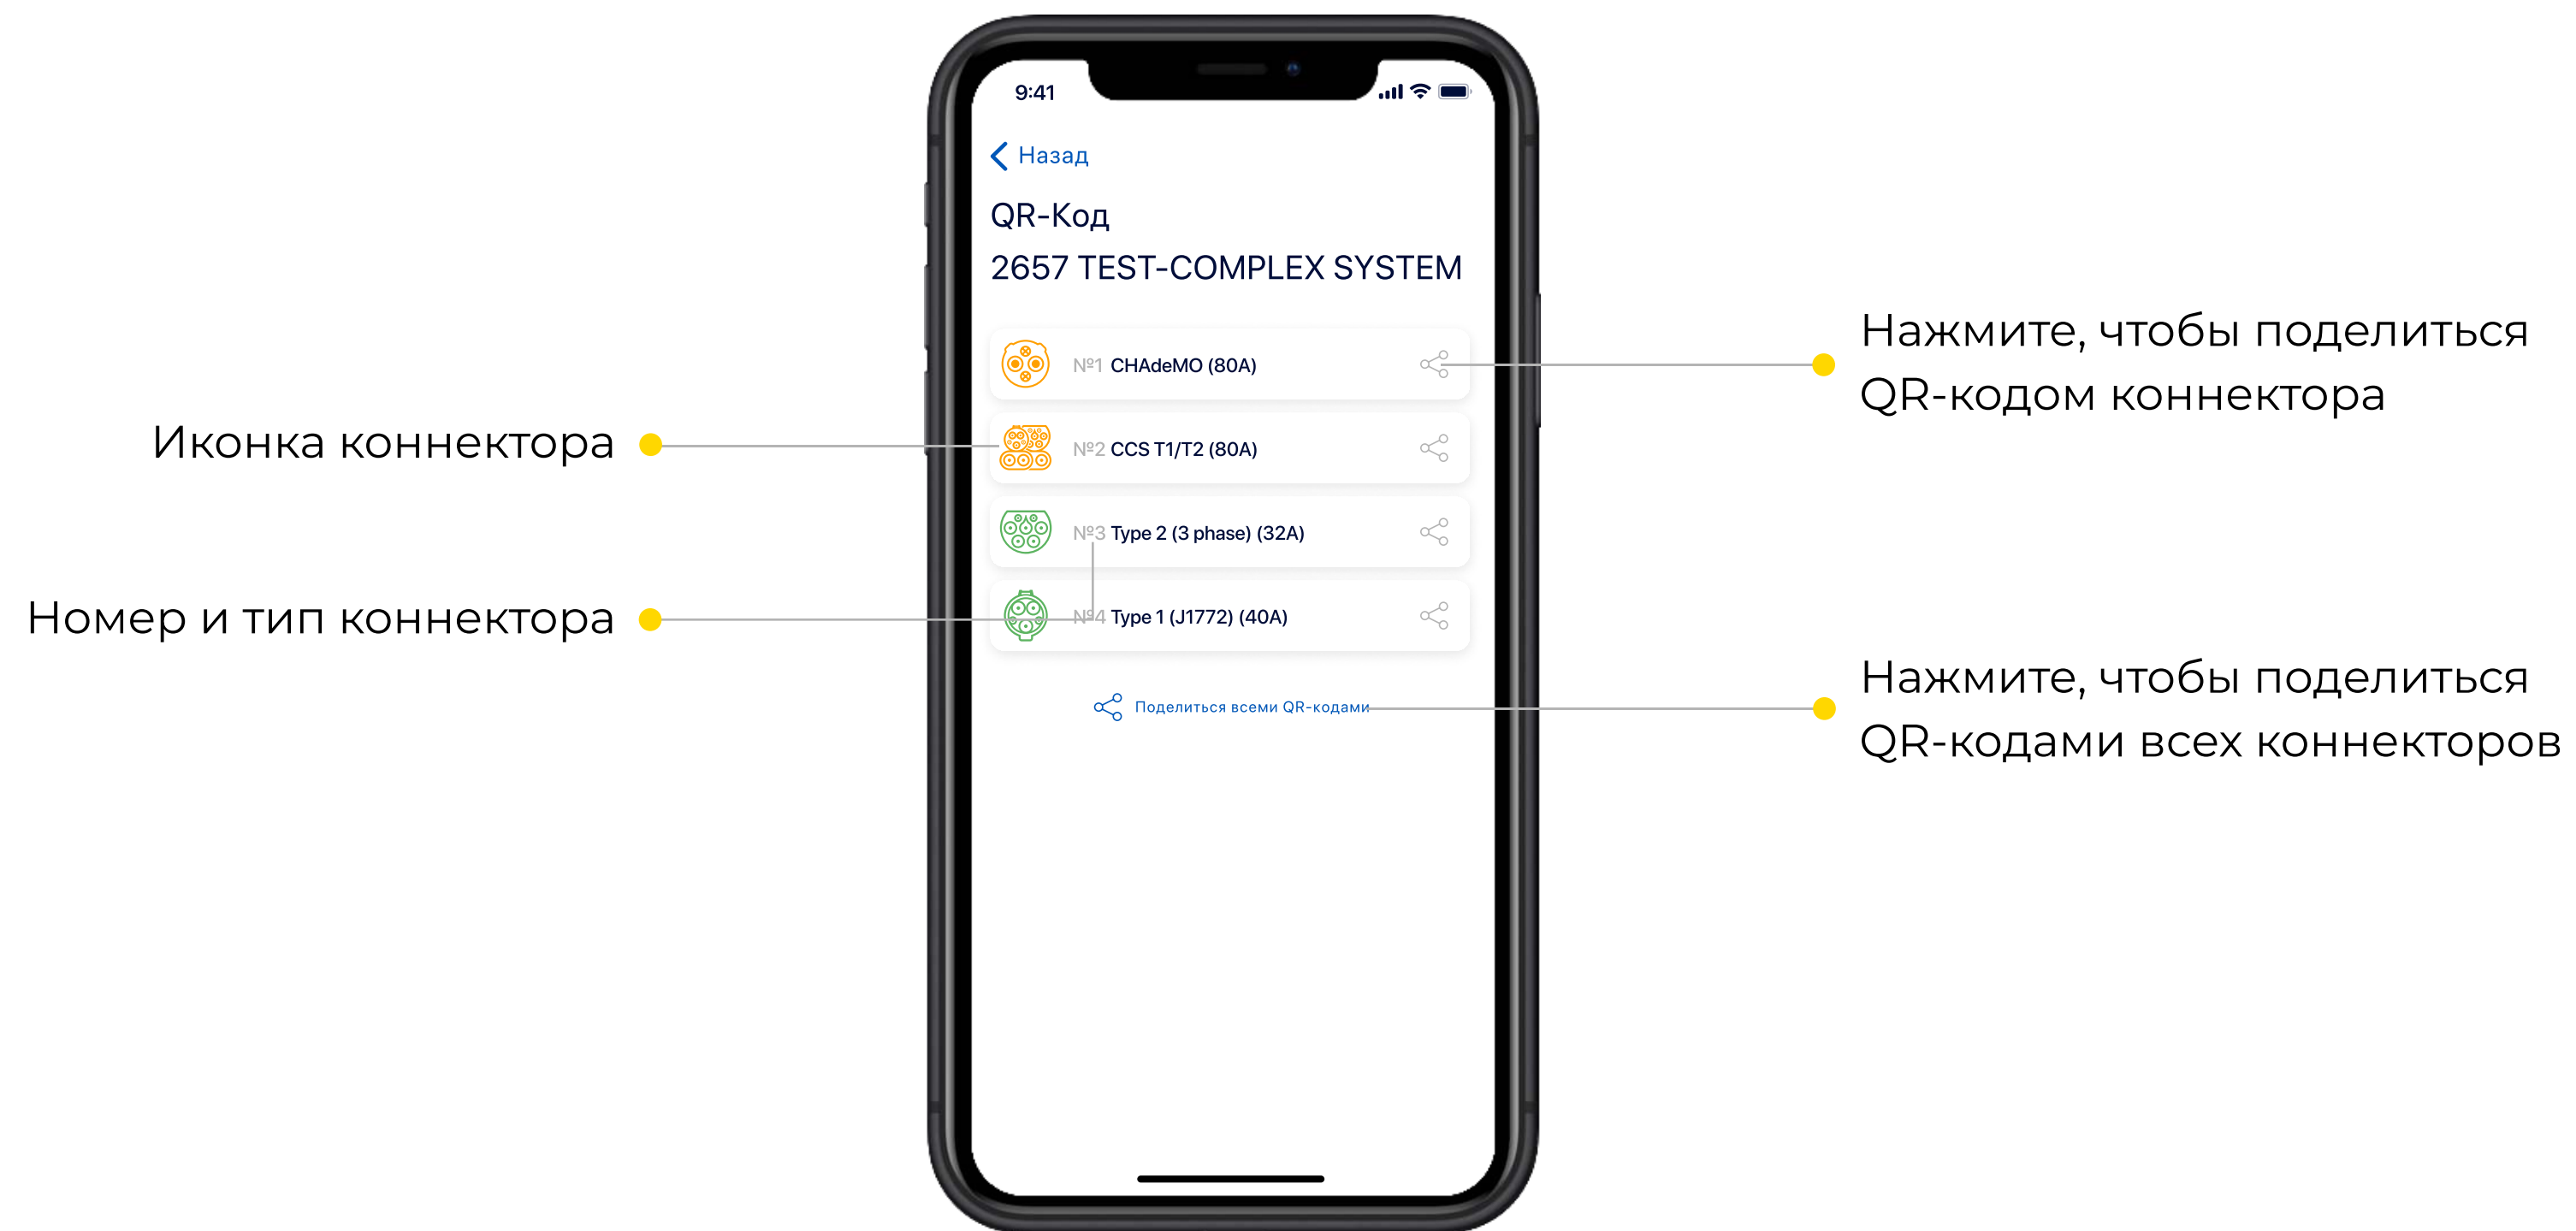 9:41
Назад
QR-Код
2657 TEST-COMPLEX SYSTEM
№1 CHAdeMO (80A)
№2 CCS T1/T2 (80A)
№3 Type 2 (3 phase) (32A)
№4 Type 1 (J1772) (40A)
Поделиться всеми QR-кодами
Иконка коннектора
Номер и тип коннектора
Нажмите, чтобы поделиться
QR-кодом коннектора
Нажмите, чтобы поделиться
QR-кодами всех коннекторов